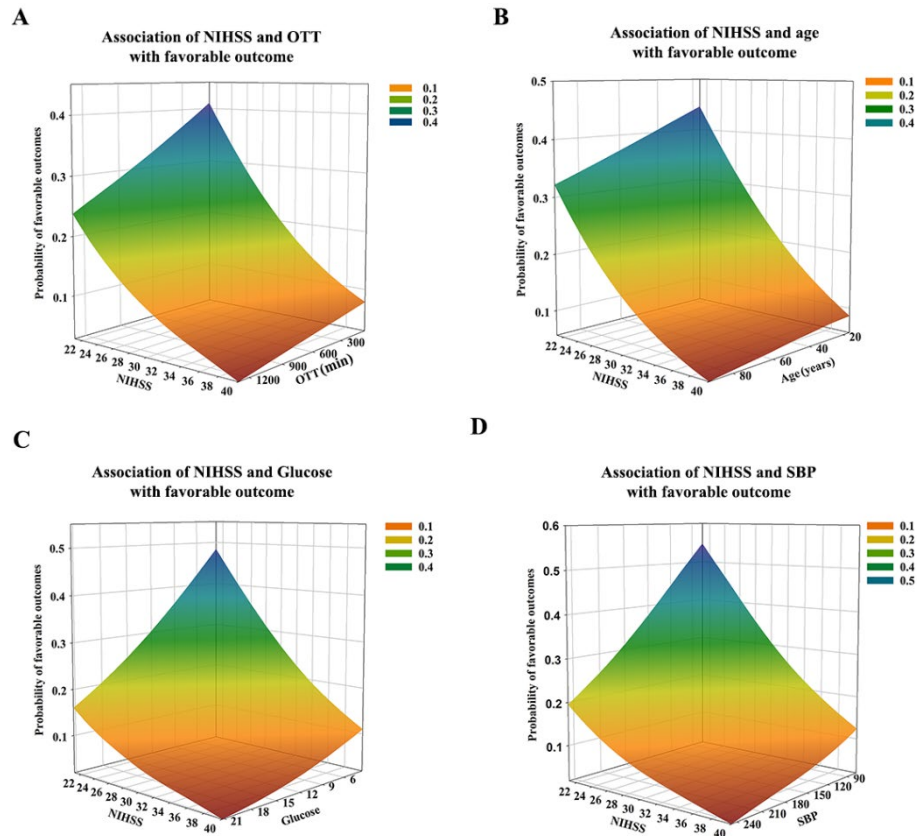 A
Association of NIHSS and OTT
with favorable outcome
0.1
0.2
0.3
0.4
Probability of favorable outcomes
0.4
0.3
0.2
0.1
22 24 26 28 30 32 34 36 38 40
NIHSS
1200 900 600 300
OTT(min)
B
Association of NIHSS and age
with favorable outcome
0.1
0.2
0.3
0.4
Probability of favorable outcomes
0.5
0.4
0.3
0.2
0.1
22 24 26 28 30 32 34 36 38 40
NIHSS
80 60 40 20
Age(years)
C
Association of NIHSS and Glucose
with favorable outcome
0.1
0.2
0.3
0.4
Probability of favorable outcomes
0.5
0.4
0.3
0.2
0.1
22 24 26 28 30 32 34 36 38 40
NIHSS
21 18 15 12 9 6
Glucose
D
Association of NIHSS and SBP
with favorable outcome
0.1
0.2
0.3
0.4
0.5
Probability of favorable outcomes
0.6
0.5
0.4
0.3
0.2
0.1
22 24 26 28 30 32 34 36 38 40
NIHSS
240 210 180 150 120 90
SBP